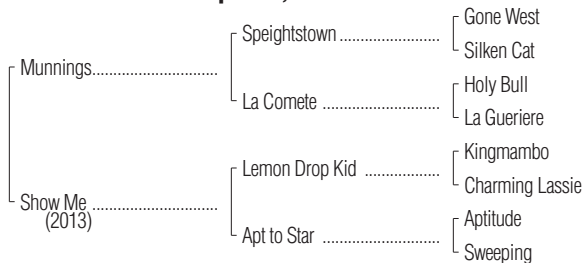 Gone West
Speightstown
Silken Cat
Munnings
Holy Bull
La Comete
La Gueriere
Kingmambo
Lemon Drop Kid
Charming Lassie
Show Me
(2013)
Aptitude
Apt to Star
Sweeping